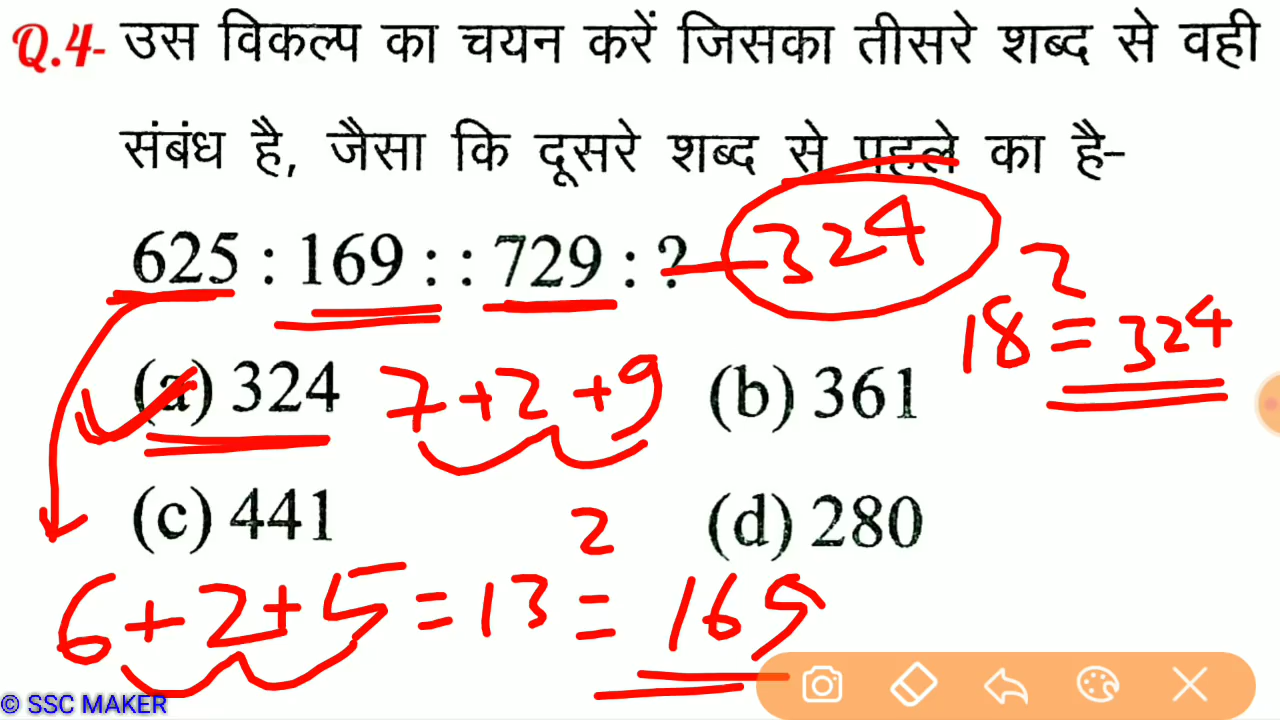 Q.4- उस विकल्प का चयन करें जिसका तीसरे शब्द से वही
संबंध है, जैसा कि दूसरे शब्द से पहले का है-
625 : 169 : : 729 : ? 324
18² = 324
(a) 324 7+2+9 (b) 361
(c) 441 (d) 280
6+2+5 = 13² = 169
© SSC MAKER